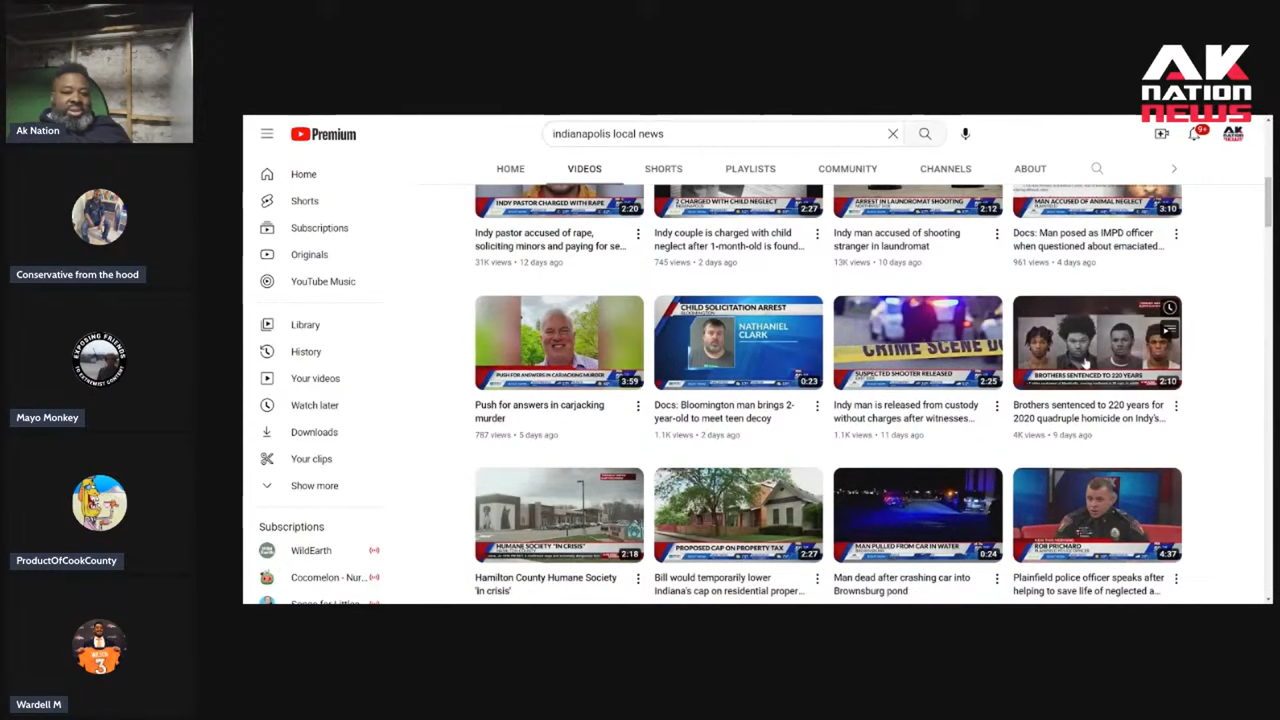 Ak Nation
Conservative from the hood
EXPOSING FRIENDS
IN EXTREMIST CONTENT
Mayo Monkey
ProductOfCookCounty
3
Wardell M
AK
NATION
NEWS
Premium
indianapolis local news
9+
HOME
VIDEOS
SHORTS
PLAYLISTS
COMMUNITY
CHANNELS
ABOUT
Home
Shorts
Subscriptions
Originals
YouTube Music
Library
History
Your videos
Watch later
Downloads
Your clips
Show more
Subscriptions
WildEarth
Cocomelon - Nur...
INDY PASTOR CHARGED WITH RAPE
2:20
Indy pastor accused of rape,
soliciting minors and paying for se...
31K views • 12 days ago
2 CHARGED WITH CHILD NEGLECT
2:27
Indy couple is charged with child
neglect after 1-month-old is found...
745 views • 2 days ago
ARREST IN LAUNDROMAT SHOOTING
2:12
Indy man accused of shooting
stranger in laundromat
13K views • 10 days ago
MAN ACCUSED OF ANIMAL NEGLECT
3:10
Docs: Man posed as IMPD officer
when questioned about emaciated...
961 views • 4 days ago
PUSH FOR ANSWERS IN CARJACKING MURDER
3:59
Push for answers in carjacking
murder
787 views • 5 days ago
CHILD SOLICITATION ARREST
BLOOMINGTON
NATHANIEL
CLARK
0:23
Docs: Bloomington man brings 2-
year-old to meet teen decoy
1.1K views • 2 days ago
CRIME SCENE DO
SUSPECTED SHOOTER RELEASED
2:25
Indy man is released from custody
without charges after witnesses...
1.1K views • 11 days ago
BROTHERS SENTENCED TO 220 YEARS
2:10
Brothers sentenced to 220 years for
2020 quadruple homicide on Indy's...
4K views • 9 days ago
HUMANE SOCIETY "IN CRISIS"
2:18
Hamilton County Humane Society
'in crisis'
PROPOSED CAP ON PROPERTY TAX
2:27
Bill would temporarily lower
Indiana's cap on residential proper...
MAN PULLED FROM CAR IN WATER
BROWNSBURG
0:24
Man dead after crashing car into
Brownsburg pond
ROB PRICHARD
PLAINFIELD POLICE OFFICER
4:37
Plainfield police officer speaks after
helping to save life of neglected a...